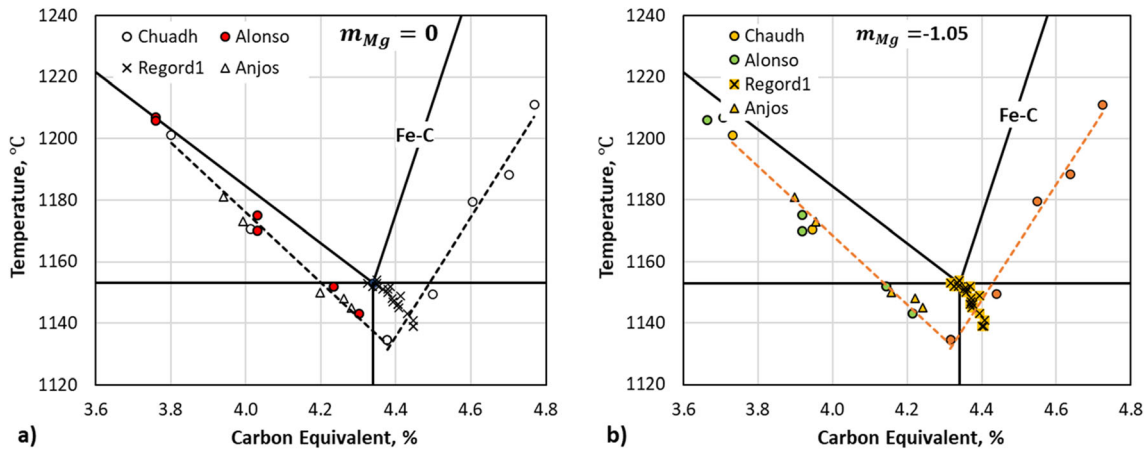 1240
1220
1200
1180
1160
1140
1120
3.6
3.8
4.0
4.2
4.4
4.6
4.8
Temperature, °C
Carbon Equivalent, %
a)
Chuadh
Alonso
Regord1
Anjos
m_Mg = 0
Fe-C
1240
1220
1200
1180
1160
1140
1120
3.6
3.8
4.0
4.2
4.4
4.6
4.8
Temperature, °C
Carbon Equivalent, %
b)
Chaudh
Alonso
Regord1
Anjos
m_Mg =-1.05
Fe-C